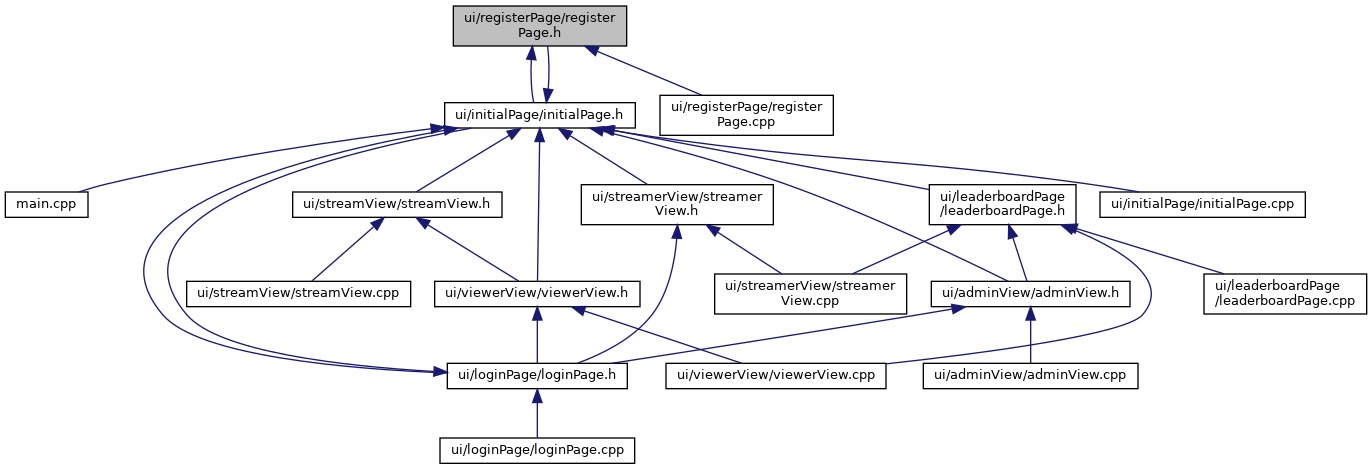 ui/registerPage/register
Page.h
ui/initialPage/initialPage.h
ui/registerPage/register
Page.cpp
main.cpp
ui/streamView/streamView.h
ui/streamerView/streamer
View.h
ui/leaderboardPage
/leaderboardPage.h
ui/initialPage/initialPage.cpp
ui/streamView/streamView.cpp
ui/viewerView/viewerView.h
ui/streamerView/streamer
View.cpp
ui/adminView/adminView.h
ui/leaderboardPage
/leaderboardPage.cpp
ui/loginPage/loginPage.h
ui/viewerView/viewerView.cpp
ui/adminView/adminView.cpp
ui/loginPage/loginPage.cpp